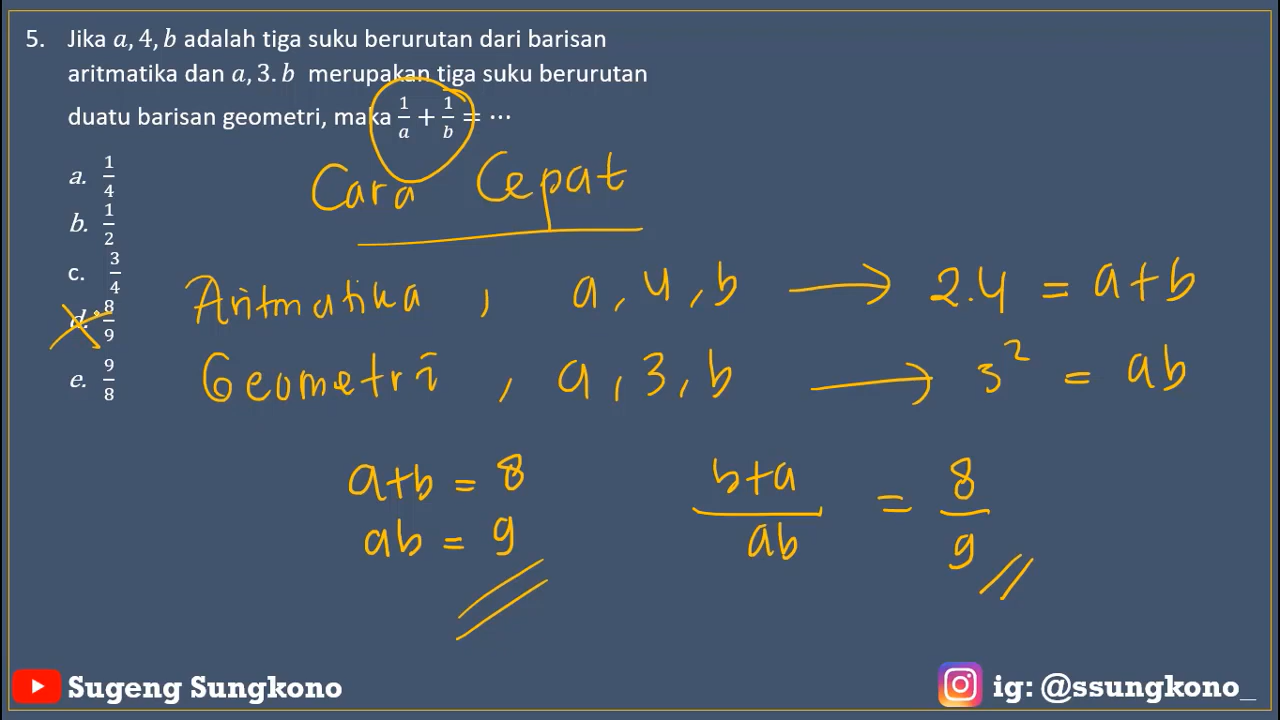 5. Jika a, 4, b adalah tiga suku berurutan dari barisan
aritmatika dan a, 3. b merupakan tiga suku berurutan
duatu barisan geometri, maka 1/a + 1/b = ⋯
a. 1/4
b. 1/2
c. 3/4
d. 8/9
e. 9/8
Cara Cepat
Aritmatika , a, 4, b → 2.4 = a+b
Geometri , a, 3, b → 3² = ab
a+b = 8
ab = 9
b+a/ab = 8/9
Sugeng Sungkono
ig: @ssungkono_